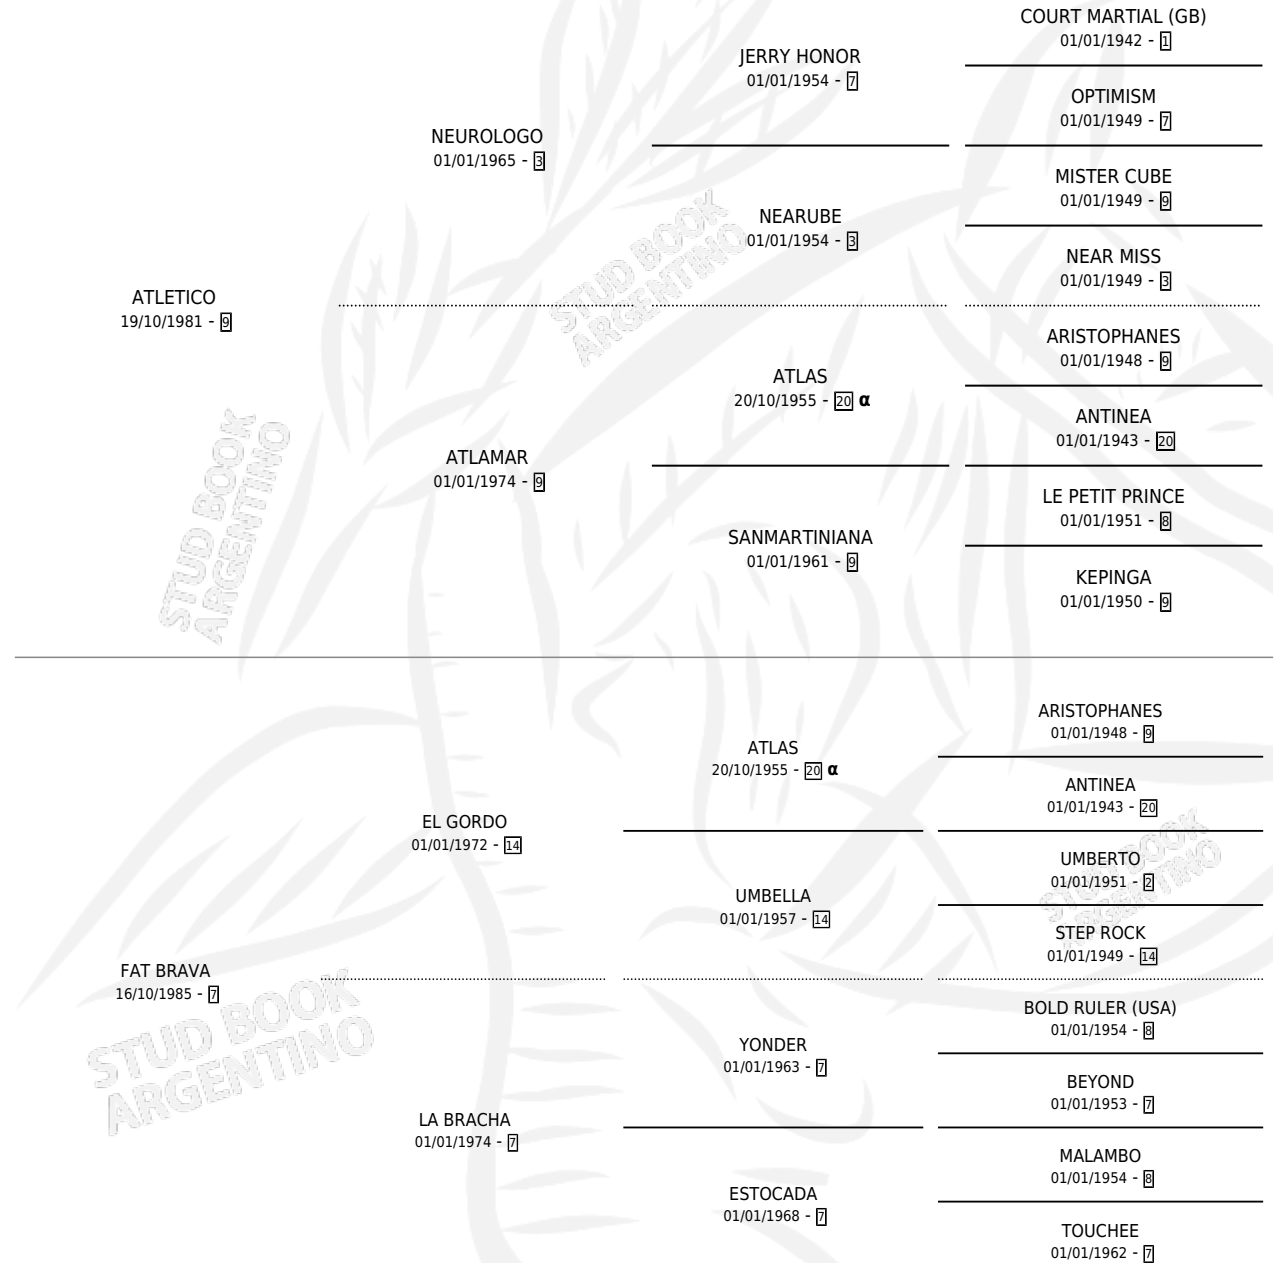 COURT MARTIAL (GB)
01/01/1942 - 1
JERRY HONOR
01/01/1954 - 7
OPTIMISM
01/01/1949 - 7
NEUROLOGO
01/01/1965 - 3
MISTER CUBE
01/01/1949 - 9
NEARUBE
01/01/1954 - 3
NEAR MISS
01/01/1949 - 3
STUD BOOK
ARGENTINO
ATLETICO
19/10/1981 - 9
ARISTOPHANES
01/01/1948 - 9
ATLAS
20/10/1955 - 20 α
ANTINEA
01/01/1943 - 20
ATLAMAR
01/01/1974 - 9
LE PETIT PRINCE
01/01/1951 - 8
SANMARTINIANA
01/01/1961 - 9
KEPINGA
01/01/1950 - 9
STUD BOOK
ARGENTINO
ARISTOPHANES
01/01/1948 - 9
ATLAS
20/10/1955 - 20 α
ANTINEA
01/01/1943 - 20
EL GORDO
01/01/1972 - 14
UMBERTO
01/01/1951 - 2
UMBELLA
01/01/1957 - 14
STEP ROCK
01/01/1949 - 14
STUD BOOK
ARGENTINO
FAT BRAVA
16/10/1985 - 7
BOLD RULER (USA)
01/01/1954 - 8
YONDER
01/01/1963 - 7
BEYOND
01/01/1953 - 7
STUD BOOK
ARGENTINO
LA BRACHA
01/01/1974 - 7
MALAMBO
01/01/1954 - 8
ESTOCADA
01/01/1968 - 7
TOUCHEE
01/01/1962 - 7